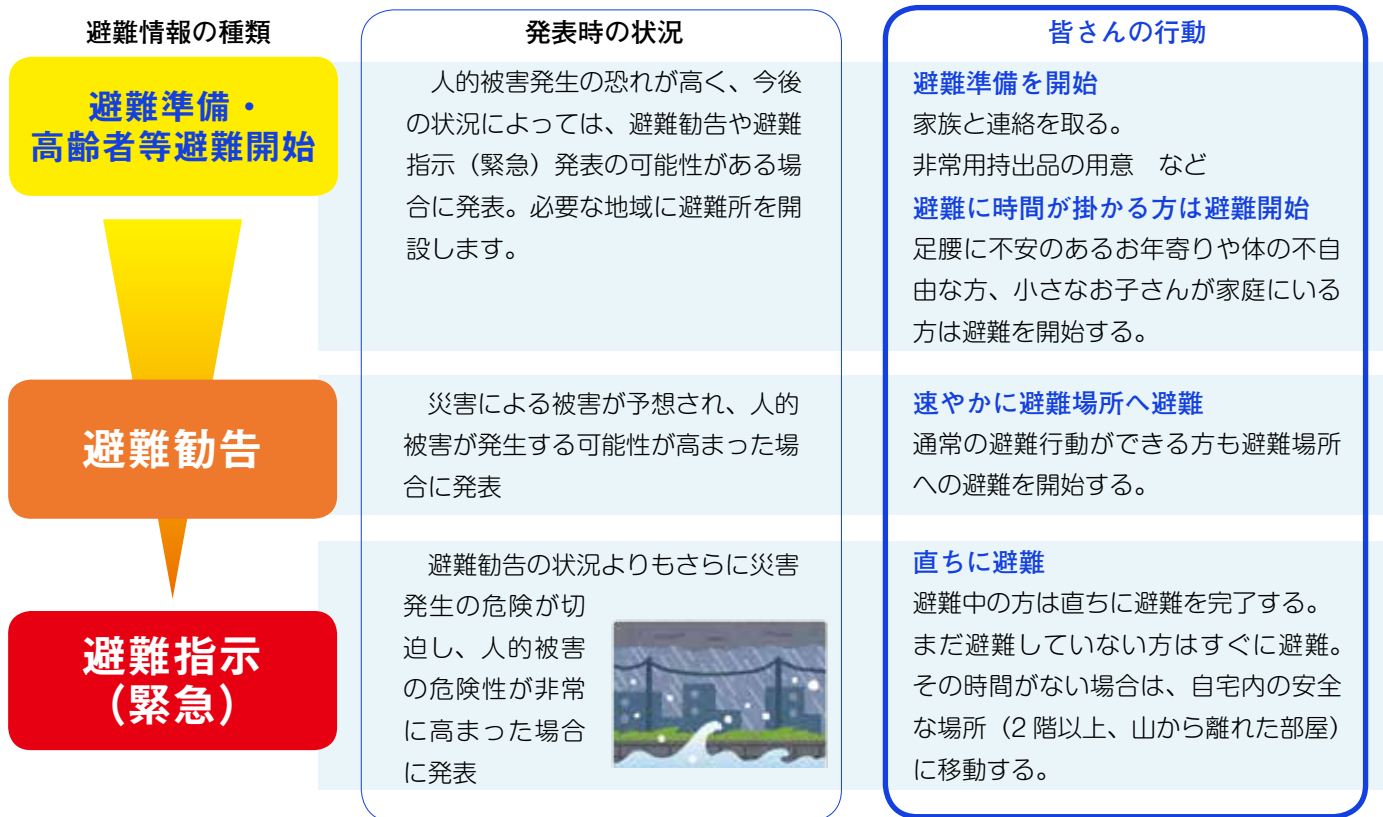 避難情報の種類
発表時の状況
皆さんの行動
避難準備・
高齢者等避難開始
人的被害発生の恐れが高く、今後
の状況によっては、避難勧告や避難
指示（緊急）発表の可能性がある場
合に発表。必要な地域に避難所を開
設します。
避難準備を開始
家族と連絡を取る。
非常用持出品の用意　など
避難に時間が掛かる方は避難開始
足腰に不安のあるお年寄りや体の不自
由な方、小さなお子さんが家庭にいる
方は避難を開始する。
避難勧告
災害による被害が予想され、人的
被害が発生する可能性が高まった場
合に発表
速やかに避難場所へ避難
通常の避難行動ができる方も避難場所
への避難を開始する。
避難指示
（緊急）
避難勧告の状況よりもさらに災害
発生の危険が切
迫し、人的被害
の危険性が非常
に高まった場合
に発表
直ちに避難
避難中の方は直ちに避難を完了する。
まだ避難していない方はすぐに避難。
その時間がない場合は、自宅内の安全
な場所（2 階以上、山から離れた部屋）
に移動する。